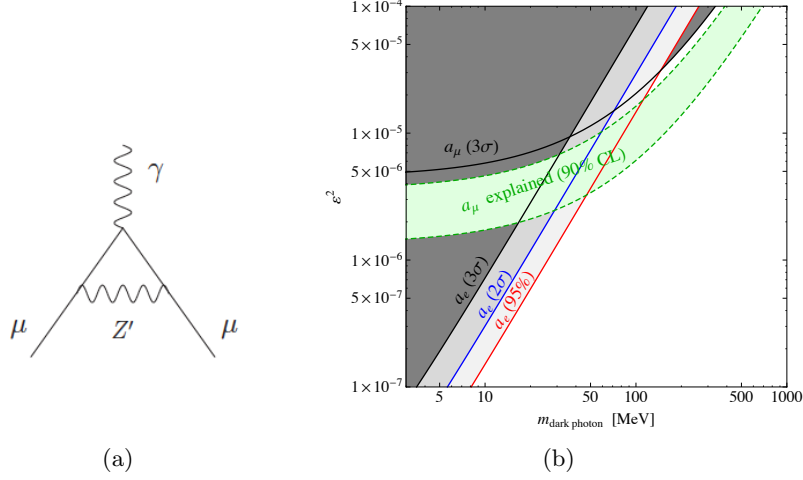 γ
μ
Z′
μ
(a)
1×10⁻⁴
5×10⁻⁵
1×10⁻⁵
5×10⁻⁶
1×10⁻⁶
5×10⁻⁷
1×10⁻⁷
ε²
a_μ (3σ)
a_μ explained (90% CL)
a_e (3σ)
a_e (2σ)
a_e (95%)
5 10 50 100 500 1000
m_dark photon [MeV]
(b)